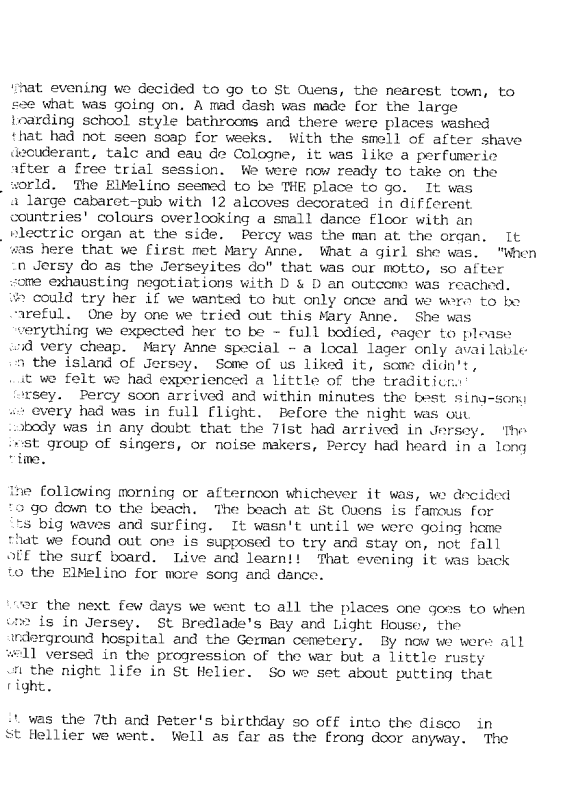 That evening we decided to go to St Ouens, the nearest town, to
see what was going on. A mad dash was made for the large
boarding school style bathrooms and there were places washed
that had not seen soap for weeks. With the smell of after shave
decuderant, talc and eau de Cologne, it was like a perfumerie
after a free trial session. We were now ready to take on the
world. The ElMelino seemed to be THE place to go. It was
a large cabaret-pub with 12 alcoves decorated in different
countries' colours overlooking a small dance floor with an
electric organ at the side. Percy was the man at the organ. It
was here that we first met Mary Anne. What a girl she was. "When
in Jersy do as the Jerseyites do" that was our motto, so after
some exhausting negotiations with D & D an outcome was reached.
We could try her if we wanted to but only once and we were to be
careful. One by one we tried out this Mary Anne. She was
everything we expected her to be - full bodied, eager to please
and very cheap. Mary Anne special - a local lager only available
on the island of Jersey. Some of us liked it, some didn't,
but we felt we had experienced a little of the
Jersey. Percy soon arrived and within minutes the best sing-song
we every had was in full flight. Before the night was out
nobody was in any doubt that the 71st had arrived in Jersey. The
best group of singers, or noise makers, Percy had heard in a long
time.

The following morning or afternoon whichever it was, we decided
to go down to the beach. The beach at St Ouens is famous for
its big waves and surfing. It wasn't until we were going home
that we found out one is supposed to try and stay on, not fall
off the surf board. Live and learn!! That evening it was back
to the ElMelino for more song and dance.

Over the next few days we went to all the places one goes to when
one is in Jersey. St Bredlade's Bay and Light House, the
underground hospital and the German cemetery. By now we were all
well versed in the progression of the war but a little rusty
on the night life in St Helier. So we set about putting that
right.

It was the 7th and Peter's birthday so off into the disco in
St Hellier we went. Well as far as the frong door anyway. The